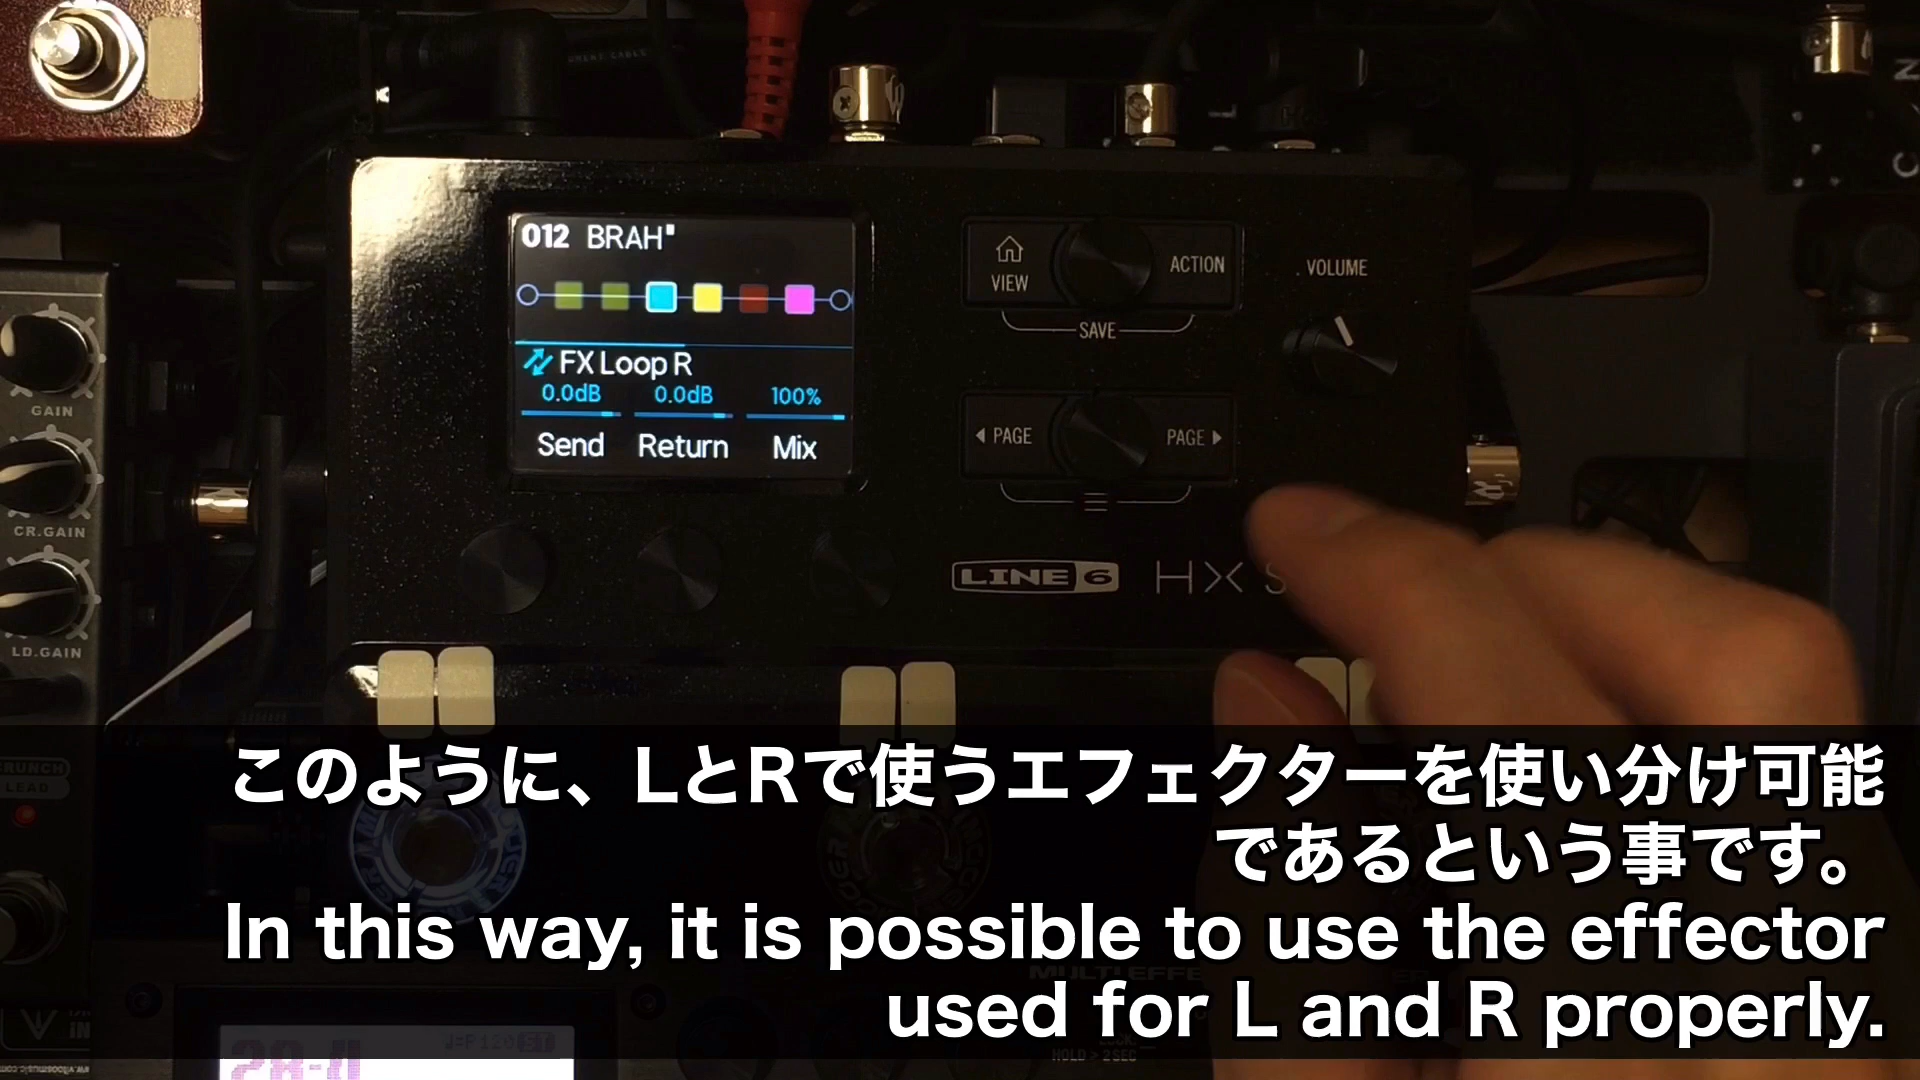 012 BRAH
FX Loop R
0.0dB 0.0dB 100%
Send Return Mix
VIEW
ACTION
SAVE
VOLUME
PAGE
PAGE
LINE 6 HX
GAIN
CR.GAIN
LD.GAIN
LEAD
このように、LとRで使うエフェクターを使い分け可能
であるという事です。
In this way, it is possible to use the effector
used for L and R properly.
HOLD > 2SEC